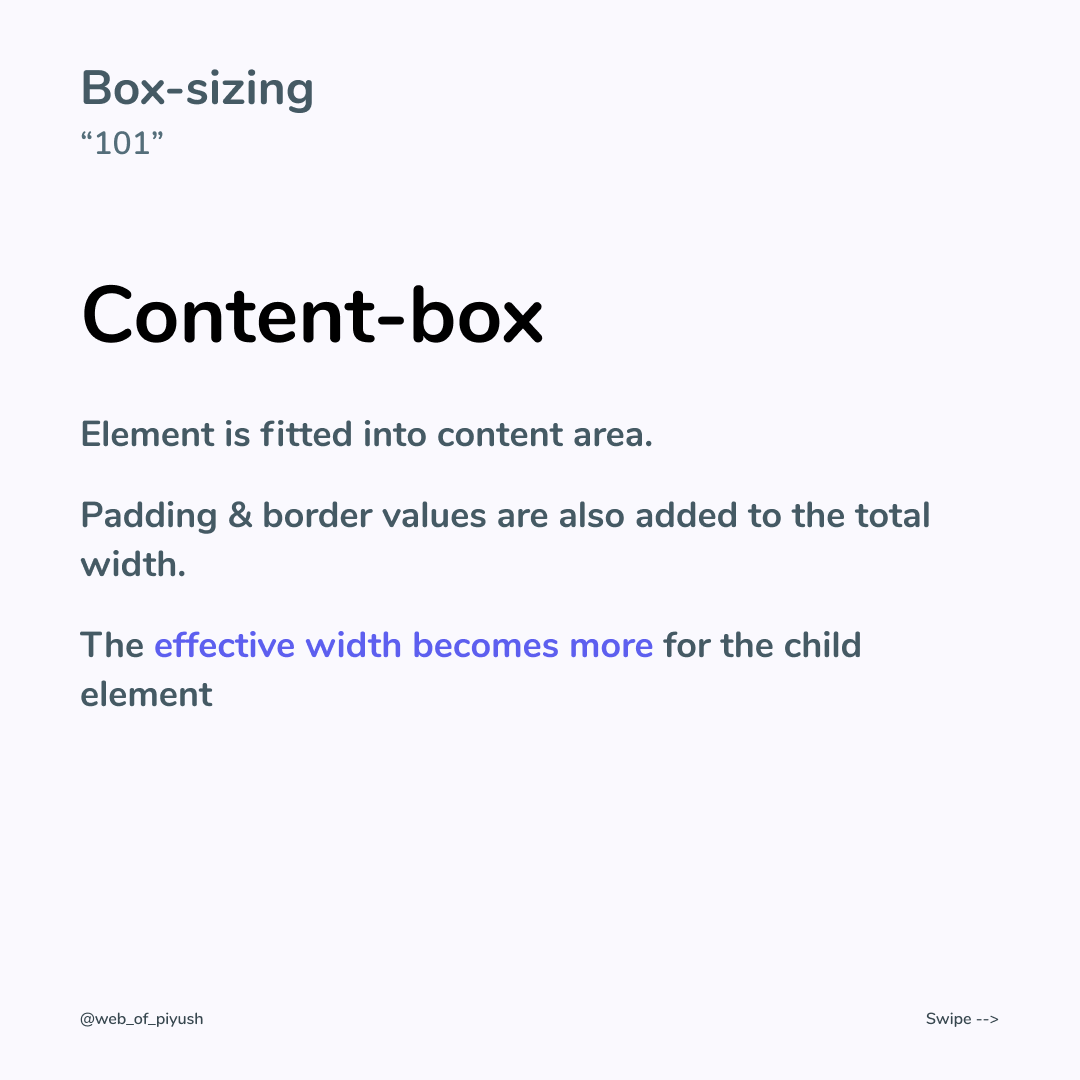 Box-sizing
“101”
Content-box
Element is fitted into content area.
Padding & border values are also added to the total
width.
The effective width becomes more for the child
element
@web_of_piyush
Swipe -->